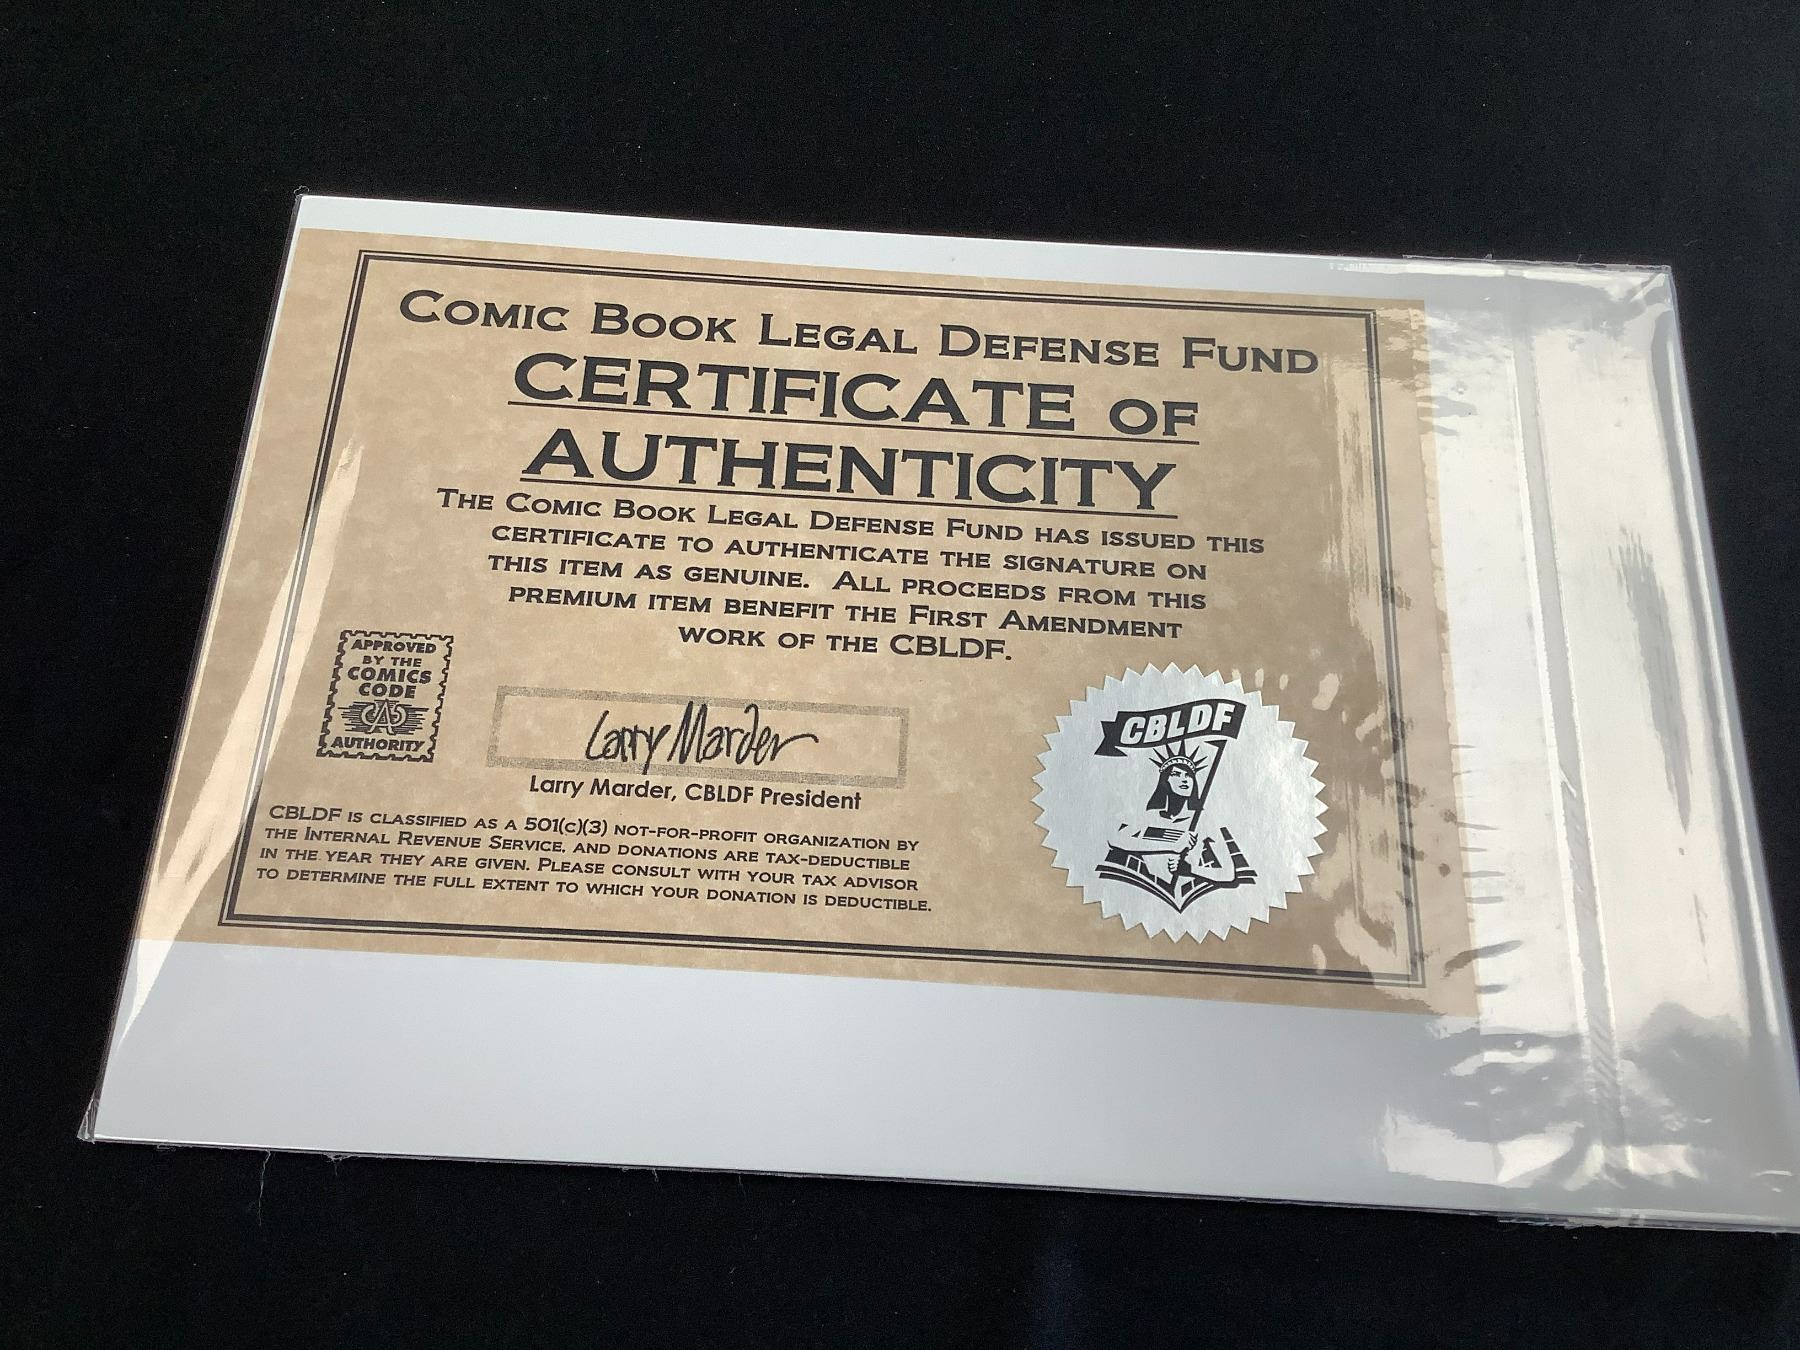 COMIC BOOK LEGAL DEFENSE FUND
CERTIFICATE OF
AUTHENTICITY
THE COMIC BOOK LEGAL DEFENSE FUND HAS ISSUED THIS
CERTIFICATE TO AUTHENTICATE THE SIGNATURE ON
THIS ITEM AS GENUINE. ALL PROCEEDS FROM THIS
PREMIUM ITEM BENEFIT THE FIRST AMENDMENT
WORK OF THE CBLDF.
APPROVED
BY THE
COMICS
CODE
CA
AUTHORITY
Larry Marder
Larry Marder, CBLDF President
CBLDF
CBLDF IS CLASSIFIED AS A 501(C)(3) NOT-FOR-PROFIT ORGANIZATION BY
THE INTERNAL REVENUE SERVICE, AND DONATIONS ARE TAX-DEDUCTIBLE
IN THE YEAR THEY ARE GIVEN. PLEASE CONSULT WITH YOUR TAX ADVISOR
TO DETERMINE THE FULL EXTENT TO WHICH YOUR DONATION IS DEDUCTIBLE.